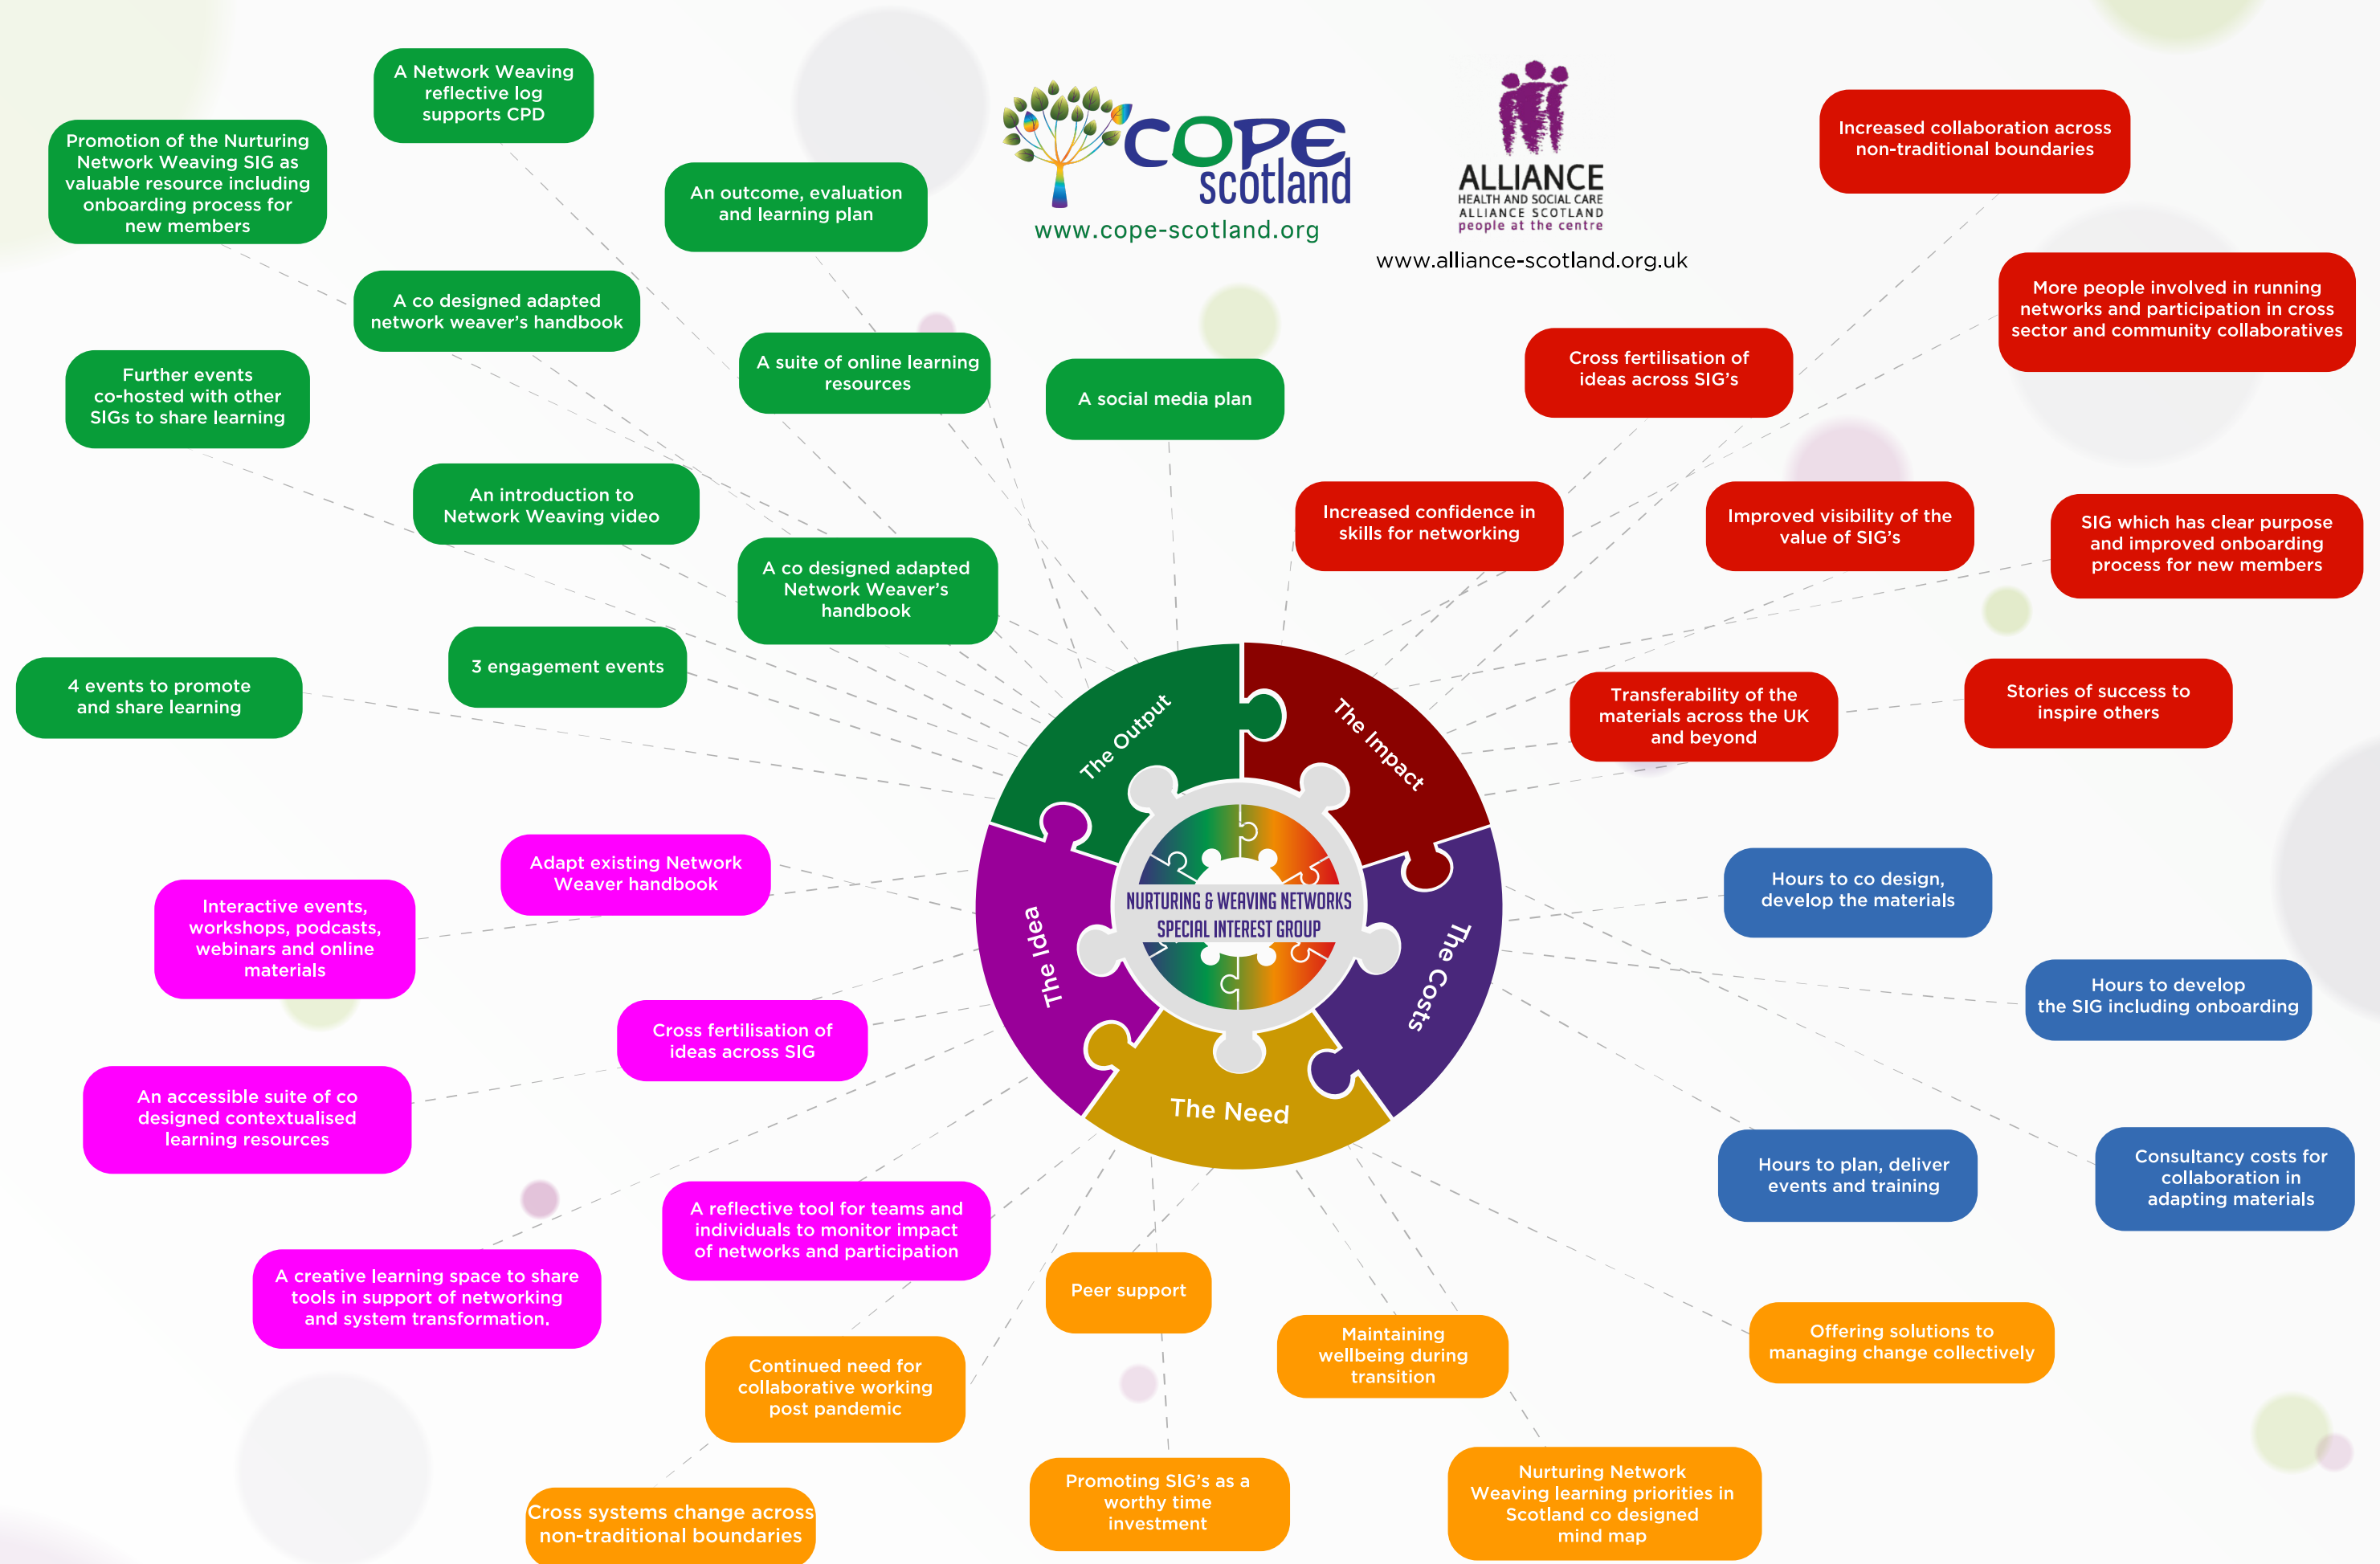 A Network Weaving
reflective log
supports CPD
Promotion of the Nurturing
Network Weaving SIG as
valuable resource including
onboarding process for
new members
An outcome, evaluation
and learning plan
A co designed adapted
network weaver's handbook
A suite of online learning
resources
Further events
co-hosted with other
SIGs to share learning
A social media plan
An introduction to
Network Weaving video
A co designed adapted
Network Weaver's
handbook
3 engagement events
4 events to promote
and share learning
COPE
scotland
www.cope-scotland.org
ALLIANCE
HEALTH AND SOCIAL CARE
ALLIANCE SCOTLAND
people at the centre
www.alliance-scotland.org.uk
Increased collaboration across
non-traditional boundaries
More people involved in running
networks and participation in cross
sector and community collaboratives
Cross fertilisation of
ideas across SIG's
Increased confidence in
skills for networking
Improved visibility of the
value of SIG's
SIG which has clear purpose
and improved onboarding
process for new members
Transferability of the
materials across the UK
and beyond
Stories of success to
inspire others
The Output
The Impact
The Idea
The Costs
The Need
NURTURING & WEAVING NETWORKS
SPECIAL INTEREST GROUP
Adapt existing Network
Weaver handbook
Interactive events,
workshops, podcasts,
webinars and online
materials
Cross fertilisation of
ideas across SIG
An accessible suite of co
designed contextualised
learning resources
A reflective tool for teams and
individuals to monitor impact
of networks and participation
A creative learning space to share
tools in support of networking
and system transformation.
Hours to co design,
develop the materials
Hours to develop
the SIG including onboarding
Hours to plan, deliver
events and training
Consultancy costs for
collaboration in
adapting materials
Peer support
Maintaining
wellbeing during
transition
Offering solutions to
managing change collectively
Continued need for
collaborative working
post pandemic
Cross systems change across
non-traditional boundaries
Promoting SIG's as a
worthy time
investment
Nurturing Network
Weaving learning priorities in
Scotland co designed
mind map